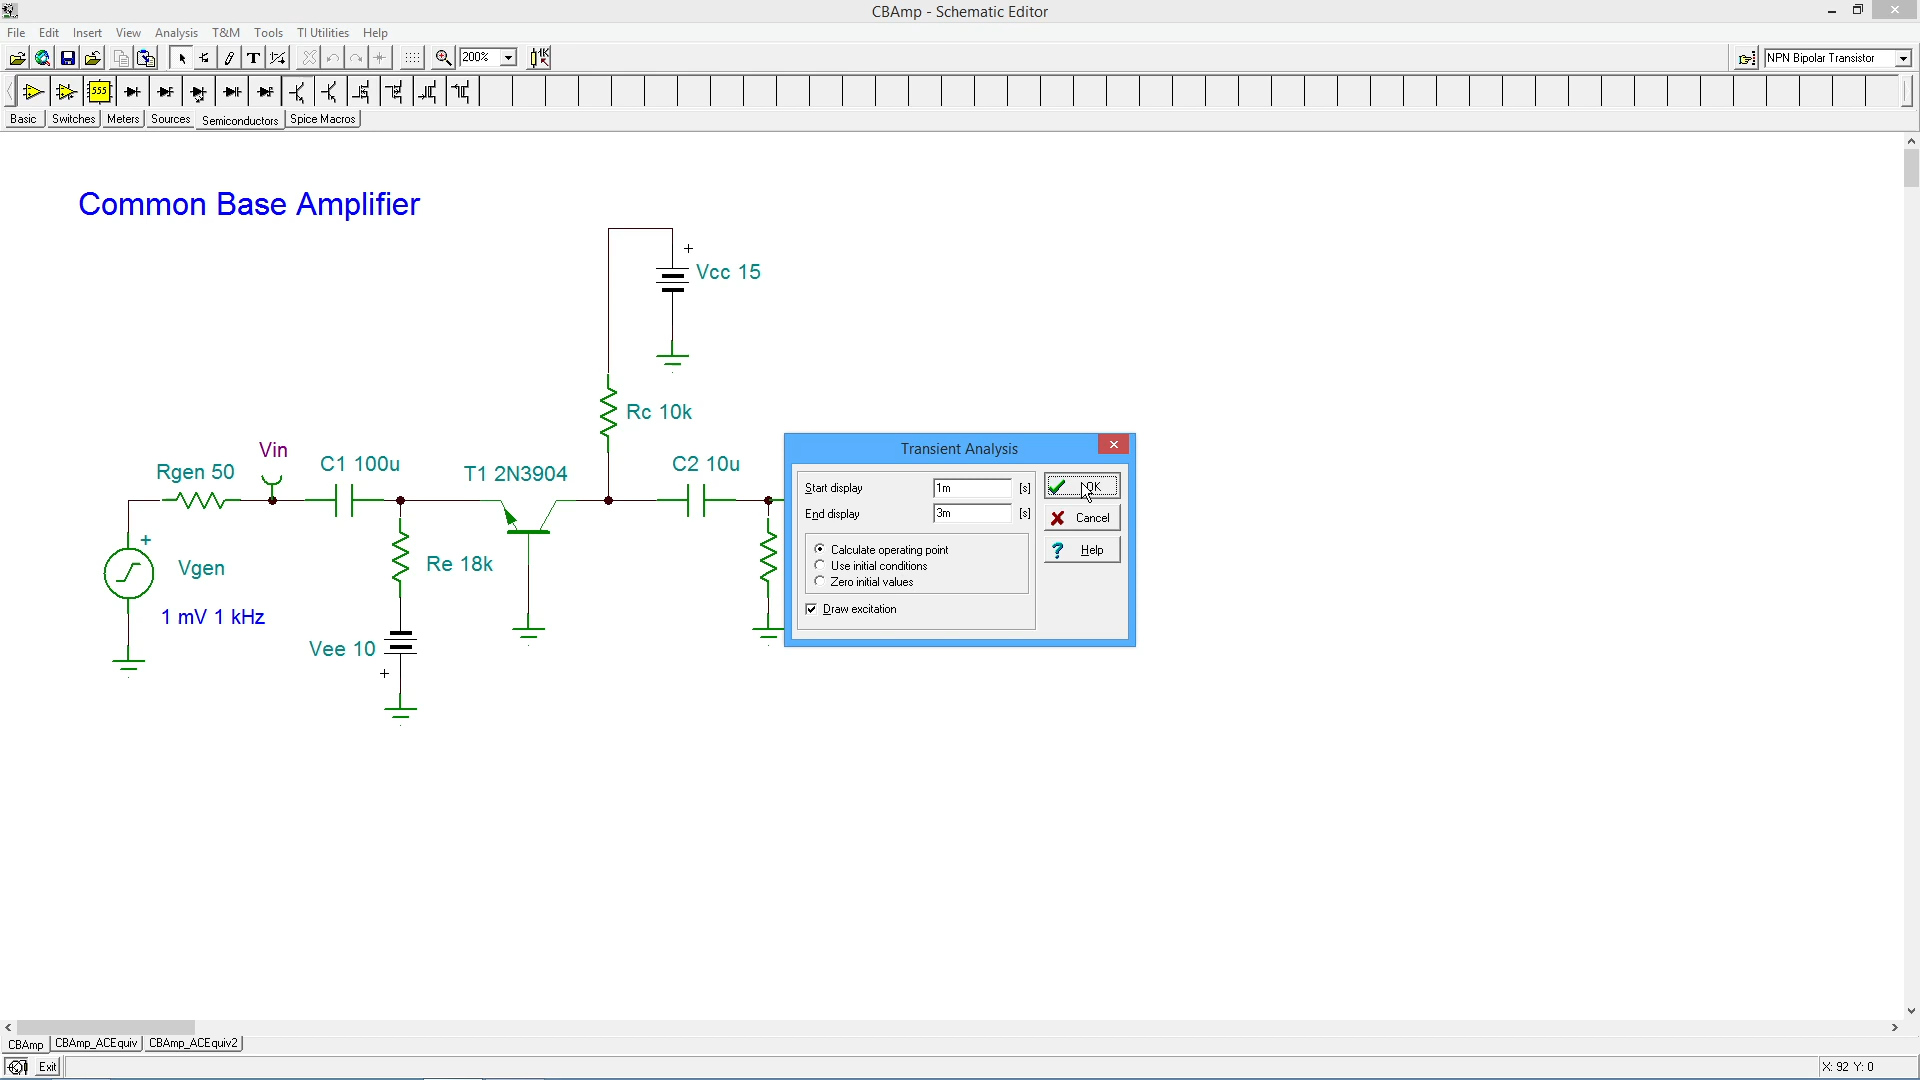 CBAmp - Schematic Editor
File Edit Insert View Analysis T&M Tools TI Utilities Help
200%
1K
NPN Bipolar Transistor
555
Basic Switches Meters Sources Semiconductors Spice Macros
Common Base Amplifier
+
Vcc 15
Rc 10k
Vin
Rgen 50
C1 100u
T1 2N3904
C2 10u
+
Vgen
1 mV 1 kHz
Re 18k
Vee 10
+
Transient Analysis
Start display 1m [s]
End display 3m [s]
Calculate operating point
Use initial conditions
Zero initial values
Draw excitation
OK
Cancel
? Help
CBAmp CBAmp_ACEquiv CBAmp_ACEquiv2
Exit
X: 92 Y: 0